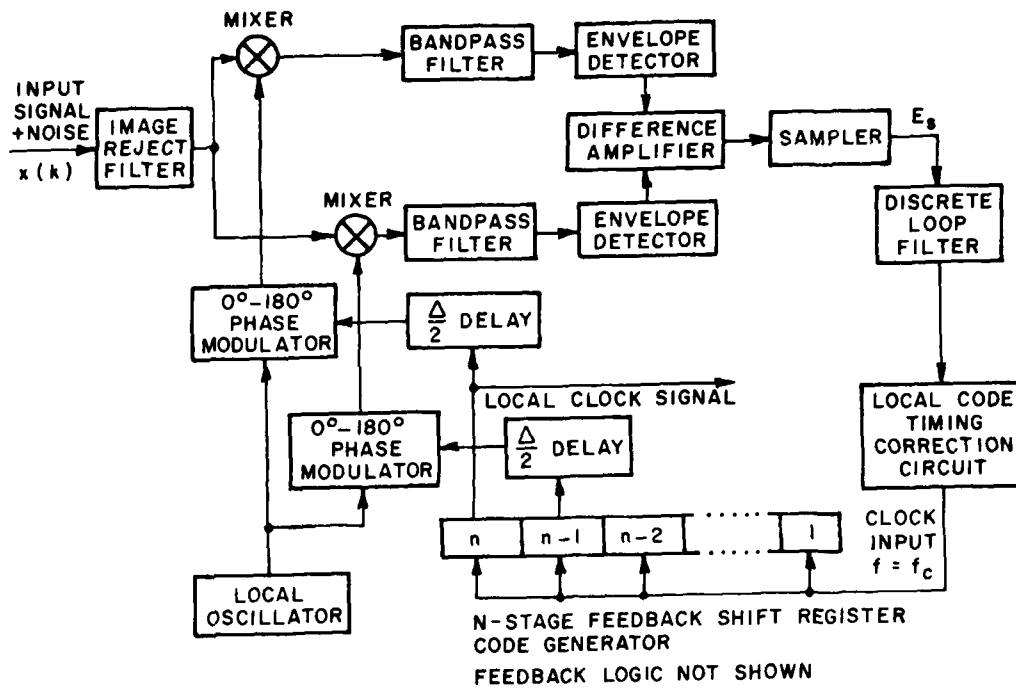 MIXER
BANDPASS
FILTER
ENVELOPE
DETECTOR
INPUT
SIGNAL
+NOISE
x(k)
IMAGE
REJECT
FILTER
DIFFERENCE
AMPLIFIER
SAMPLER
E_s
MIXER
BANDPASS
FILTER
ENVELOPE
DETECTOR
DISCRETE
LOOP
FILTER
0°-180°
PHASE
MODULATOR
Δ/2 DELAY
LOCAL CLOCK SIGNAL
LOCAL CODE
TIMING
CORRECTION
CIRCUIT
0°-180°
PHASE
MODULATOR
Δ/2 DELAY
n n-1 n-2 ...... 1
CLOCK
INPUT
f = f_c
LOCAL
OSCILLATOR
N-STAGE FEEDBACK SHIFT REGISTER
CODE GENERATOR
FEEDBACK LOGIC NOT SHOWN